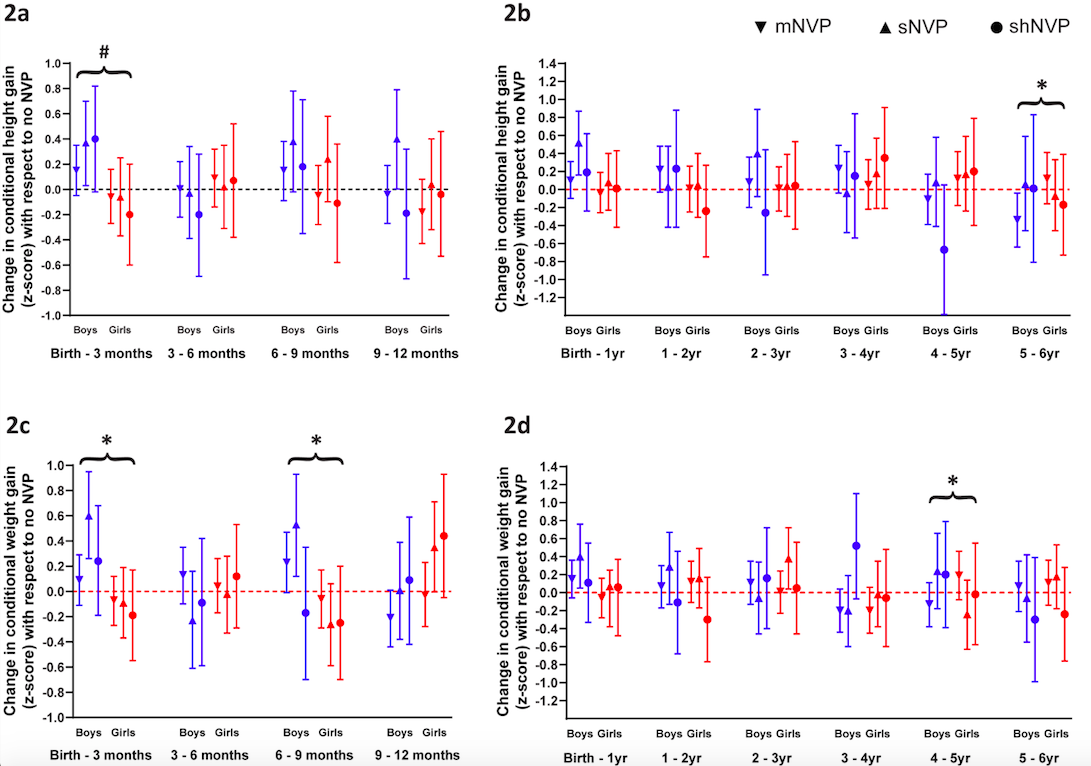 2a
#
Change in conditional height gain
(z-score) with respect to no NVP
1.0
0.8
0.6
0.4
0.2
0.0
-0.2
-0.4
-0.6
-0.8
-1.0
Boys Girls Boys Girls Boys Girls Boys Girls
Birth - 3 months 3 - 6 months 6 - 9 months 9 - 12 months
2b
mNVP sNVP shNVP
*
Change in conditional height gain
(z-score) with respect to no NVP
1.4
1.2
1.0
0.8
0.6
0.4
0.2
0.0
-0.2
-0.4
-0.6
-0.8
-1.0
-1.2
Boys Girls Boys Girls Boys Girls Boys Girls Boys Girls Boys Girls
Birth - 1yr 1 - 2yr 2 - 3yr 3 - 4yr 4 - 5yr 5 - 6yr
2c
* *
Change in conditional weight gain
(z-score) with respect to no NVP
1.0
0.8
0.6
0.4
0.2
0.0
-0.2
-0.4
-0.6
-0.8
-1.0
Boys Girls Boys Girls Boys Girls Boys Girls
Birth - 3 months 3 - 6 months 6 - 9 months 9 - 12 months
2d
*
Change in conditional weight gain
(z-score) with respect to no NVP
1.4
1.2
1.0
0.8
0.6
0.4
0.2
0.0
-0.2
-0.4
-0.6
-0.8
-1.0
-1.2
Boys Girls Boys Girls Boys Girls Boys Girls Boys Girls Boys Girls
Birth - 1yr 1 - 2yr 2 - 3yr 3 - 4yr 4 - 5yr 5 - 6yr